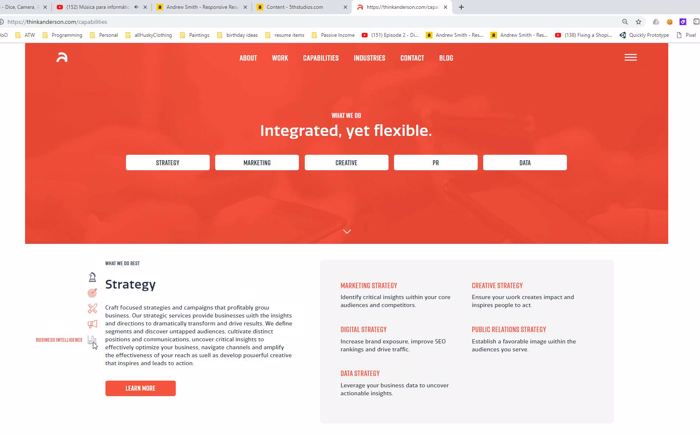 - Dice, Camera,
(152) Música para informátic
Andrew Smith - Responsive Res
Content - 5thstudios.com
https://thinkanderson.com/capa
https://thinkanderson.com/capabilities
ATW
Programming
Personal
allHuskyClothing
Paintings
birthday ideas
resume items
Passive Income
(151) Episode 2 - Di...
Andrew Smith - Res...
Andrew Smith - Res...
(138) Fixing a Shopi...
Quickly Prototype
Pixel
ABOUT
WORK
CAPABILITIES
INDUSTRIES
CONTACT
BLOG
WHAT WE DO
Integrated, yet flexible.
STRATEGY
MARKETING
CREATIVE
PR
DATA
WHAT WE DO BEST
Strategy
Craft focused strategies and campaigns that profitably grow
business. Our strategic services provide businesses with the insights
and directions to dramatically transform and drive results. We define
segments and discover untapped audiences, cultivate distinct
positions and communications, uncover critical insights to
effectively optimize your business, navigate channels and amplify
the effectiveness of your reach as well as develop powerful creative
that inspires and leads to action.
LEARN MORE
BUSINESS INTELLIGENCE
MARKETING STRATEGY
Identify critical insights within your core
audiences and competitors.
CREATIVE STRATEGY
Ensure your work creates impact and
inspires people to act.
DIGITAL STRATEGY
Increase brand exposure, improve SEO
rankings and drive traffic.
PUBLIC RELATIONS STRATEGY
Establish a favorable image within the
audiences you serve.
DATA STRATEGY
Leverage your business data to uncover
actionable insights.